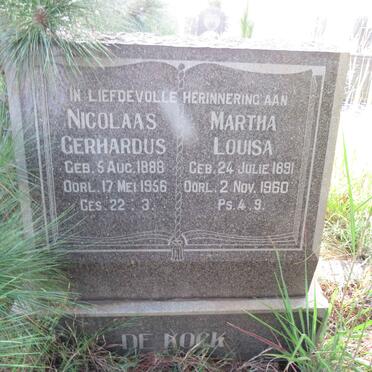 IN LIEFDEVOLLE HERINNERING AAN
NICOLAAS
GERHARDUS
GEB. 5 AUG. 1888
OORL. 17 MEI 1956
GES. 22 : 3.
MARTHA
LOUISA
GEB. 24 JULIE 1891
OORL. 2 NOV. 1960
PS. 4 : 9.
DE KOCK